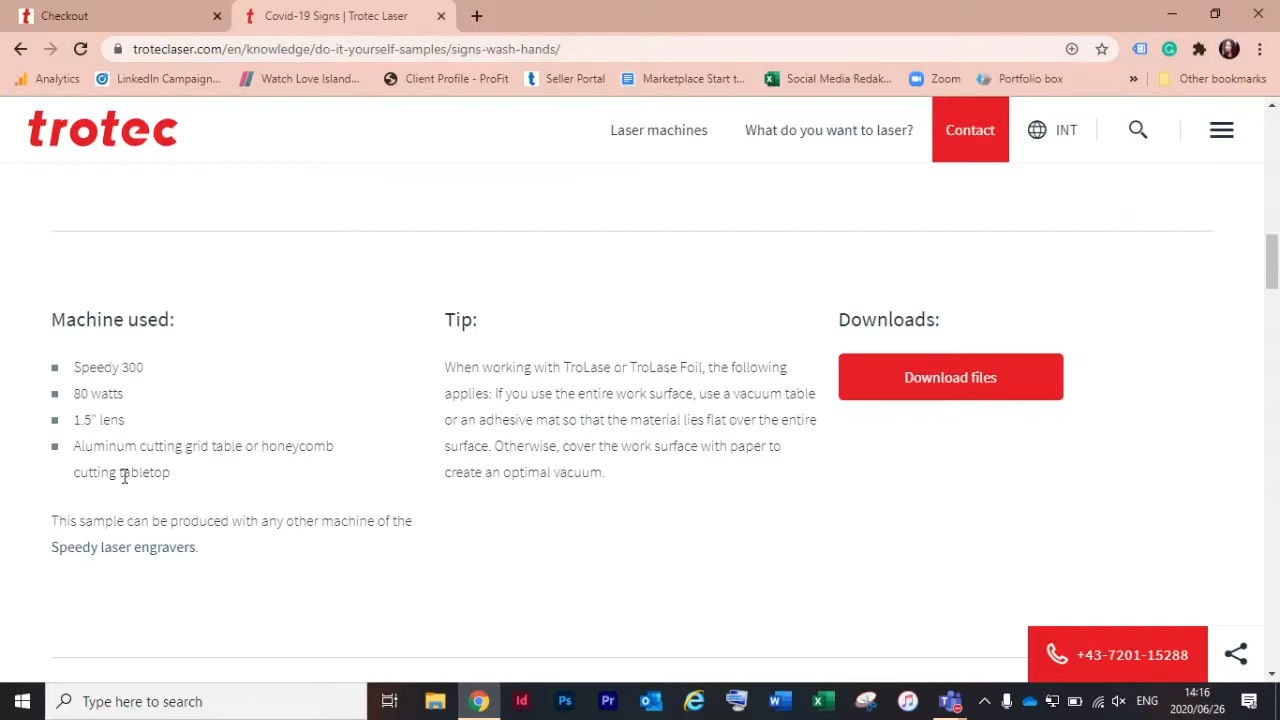 Checkout
Covid-19 Signs | Trotec Laser
troteclaser.com/en/knowledge/do-it-yourself-samples/signs-wash-hands/
Analytics
LinkedIn Campaign...
Watch Love Island...
Client Profile - ProFit
Seller Portal
Marketplace Start t...
Social Media Redak...
Zoom
Portfolio box
»
Other bookmarks
trotec
Laser machines
What do you want to laser?
Contact
INT
Machine used:
Speedy 300
80 watts
1.5" lens
Aluminum cutting grid table or honeycomb
cutting tabletop
This sample can be produced with any other machine of the
Speedy laser engravers.
Tip:
When working with TroLase or TroLase Foil, the following
applies: If you use the entire work surface, use a vacuum table
or an adhesive mat so that the material lies flat over the entire
surface. Otherwise, cover the work surface with paper to
create an optimal vacuum.
Downloads:
Download files
+43-7201-15288
Type here to search
ENG
14:16
2020/06/26